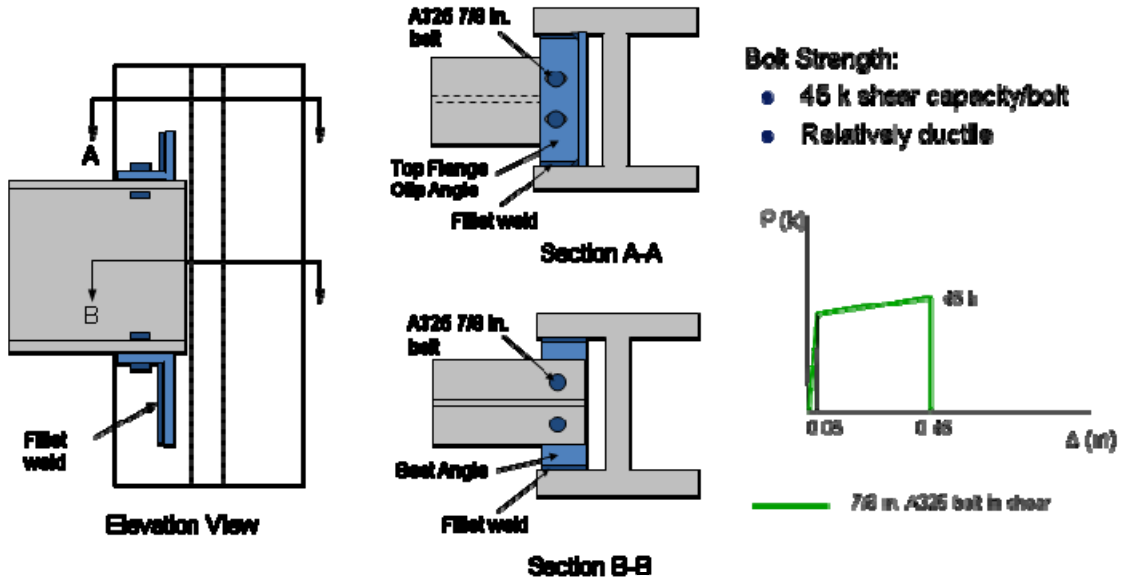 A325 7/8 in.
bolt
A
Top Flange
Clip Angle
Fillet weld
Section A-A
B
Fillet
weld
Elevation View
A325 7/8 in.
bolt
Seat Angle
Fillet weld
Section B-B
Bolt Strength:
● 45 k shear capacity/bolt
● Relatively ductile
P (k)
45 k
0.05
0.45
Δ (in)
7/8 in. A325 bolt in shear